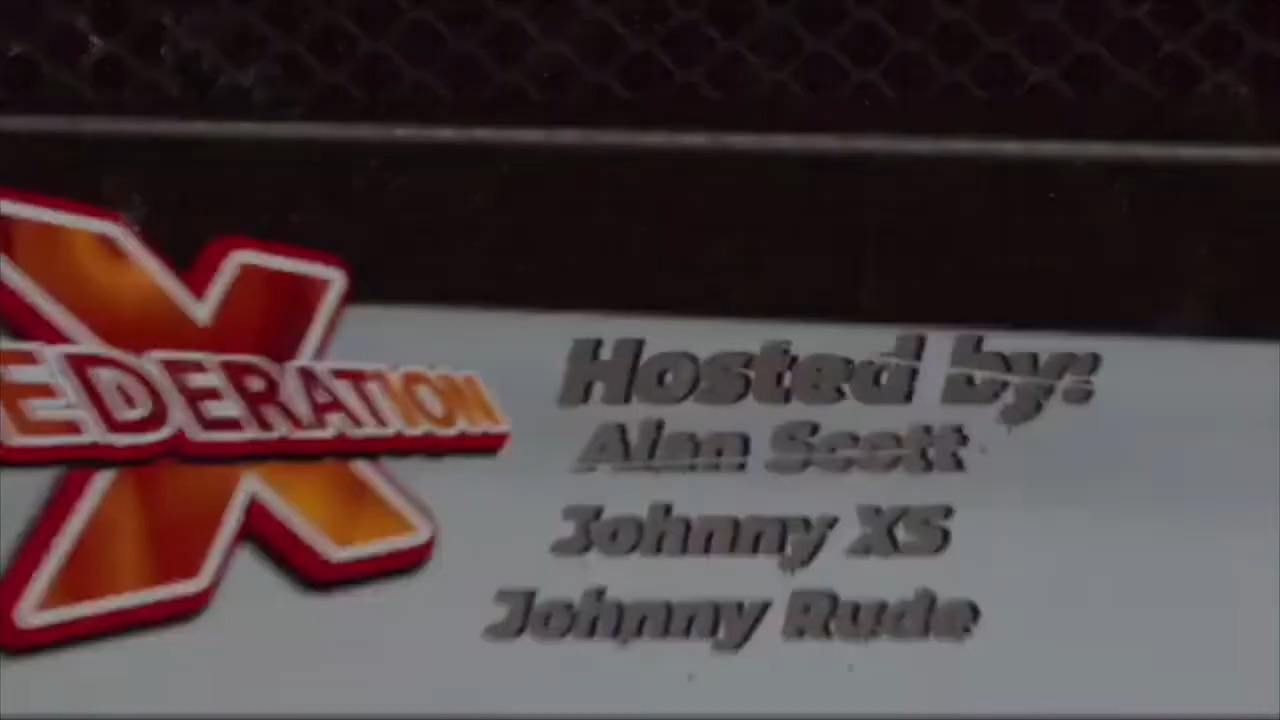 X
EDERATION
Hosted by:
Alan Scott
Johnny XS
Johnny Rude